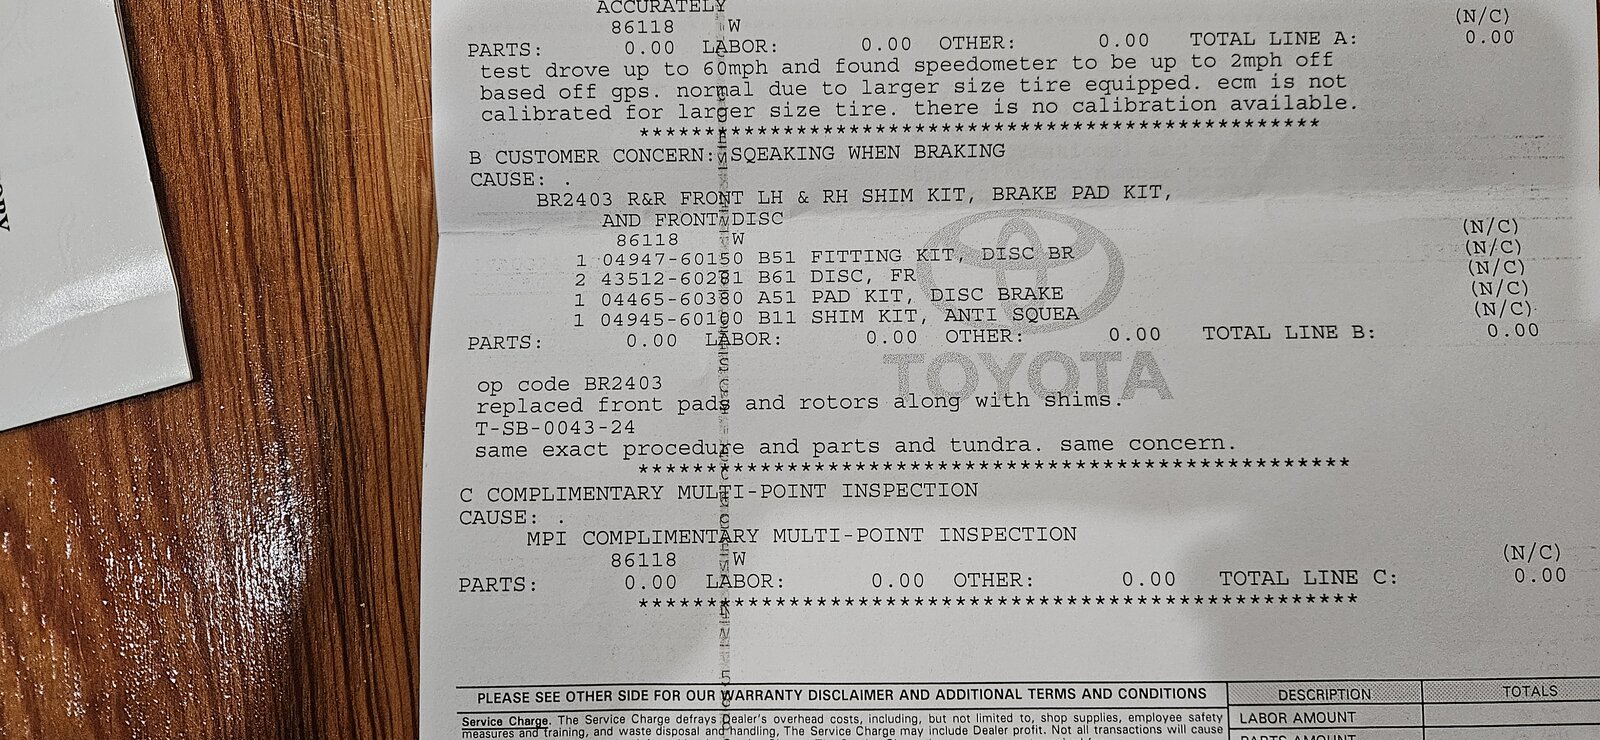 ACCURATELY
86118 W (N/C)
PARTS: 0.00 LABOR: 0.00 OTHER: 0.00 TOTAL LINE A: 0.00
test drove up to 60mph and found speedometer to be up to 2mph off
based off gps. normal due to larger size tire equipped. ecm is not
calibrated for larger size tire. there is no calibration available.
***************************************************
B CUSTOMER CONCERN: SQEAKING WHEN BRAKING
CAUSE: .
BR2403 R&R FRONT LH & RH SHIM KIT, BRAKE PAD KIT,
AND FRONT DISC
86118 W (N/C)
1 04947-60150 B51 FITTING KIT, DISC BR (N/C)
2 43512-60281 B61 DISC, FR (N/C)
1 04465-60380 A51 PAD KIT, DISC BRAKE (N/C)
1 04945-60100 B11 SHIM KIT, ANTI SQUEA (N/C)
PARTS: 0.00 LABOR: 0.00 OTHER: 0.00 TOTAL LINE B: 0.00
TOYOTA
op code BR2403
replaced front pads and rotors along with shims.
T-SB-0043-24
same exact procedure and parts and tundra. same concern.
*****************************************************
C COMPLIMENTARY MULTI-POINT INSPECTION
CAUSE: .
MPI COMPLIMENTARY MULTI-POINT INSPECTION
86118 W (N/C)
PARTS: 0.00 LABOR: 0.00 OTHER: 0.00 TOTAL LINE C: 0.00
*****************************************************
PLEASE SEE OTHER SIDE FOR OUR WARRANTY DISCLAIMER AND ADDITIONAL TERMS AND CONDITIONS
Service Charge. The Service Charge defrays Dealer's overhead costs, including, but not limited to, shop supplies, employee safety
measures and training, and waste disposal and handling, The Service Charge may include Dealer profit. Not all transactions will cause
DESCRIPTION TOTALS
LABOR AMOUNT
PARTS AMOUNT